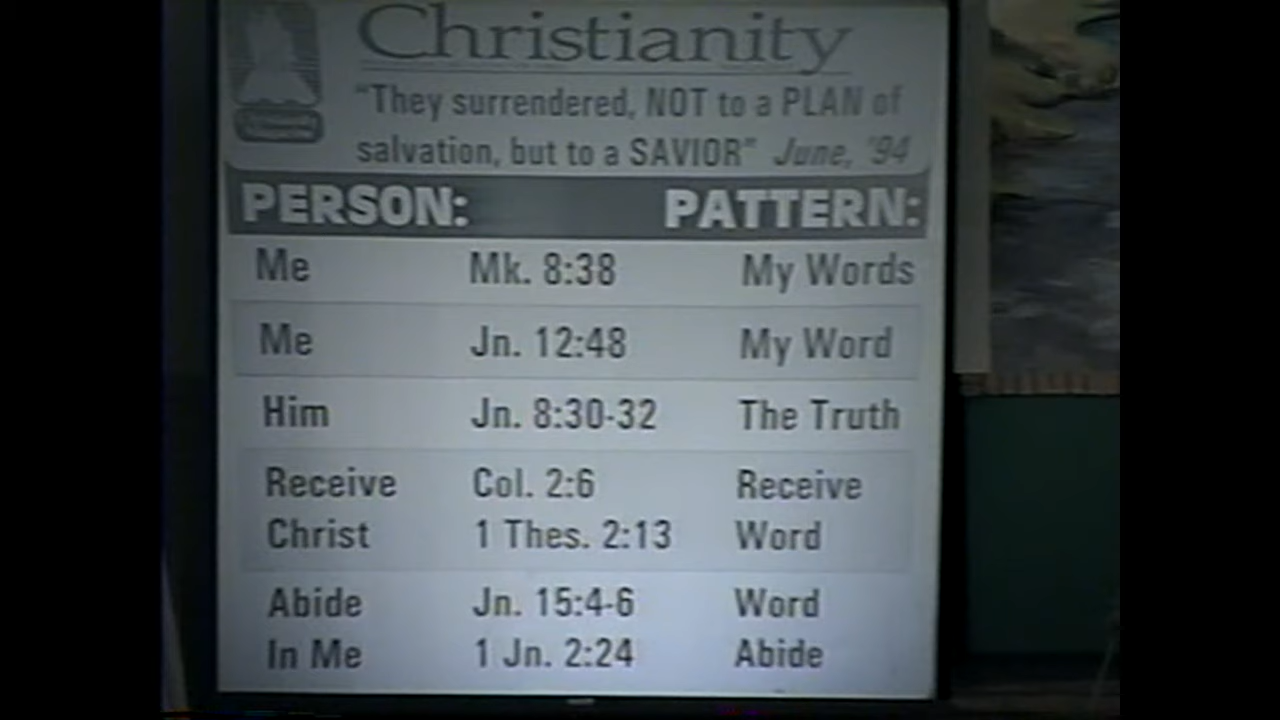 Christianity
"They surrendered, NOT to a PLAN of
salvation, but to a SAVIOR" June, '94
PERSON: PATTERN:
Me Mk. 8:38 My Words
Me Jn. 12:48 My Word
Him Jn. 8:30-32 The Truth
Receive Col. 2:6 Receive
Christ 1 Thes. 2:13 Word
Abide Jn. 15:4-6 Word
In Me 1 Jn. 2:24 Abide